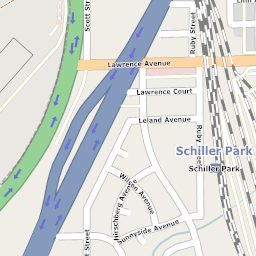 Scott Street
Ruby Street
Lawrence Avenue
Lawrence Court
Leland Avenue
Ruby Street
Schiller Park
Schiller Park
Wilson Avenue
Hirschberg Avenue
Street
Sunnyside Avenue